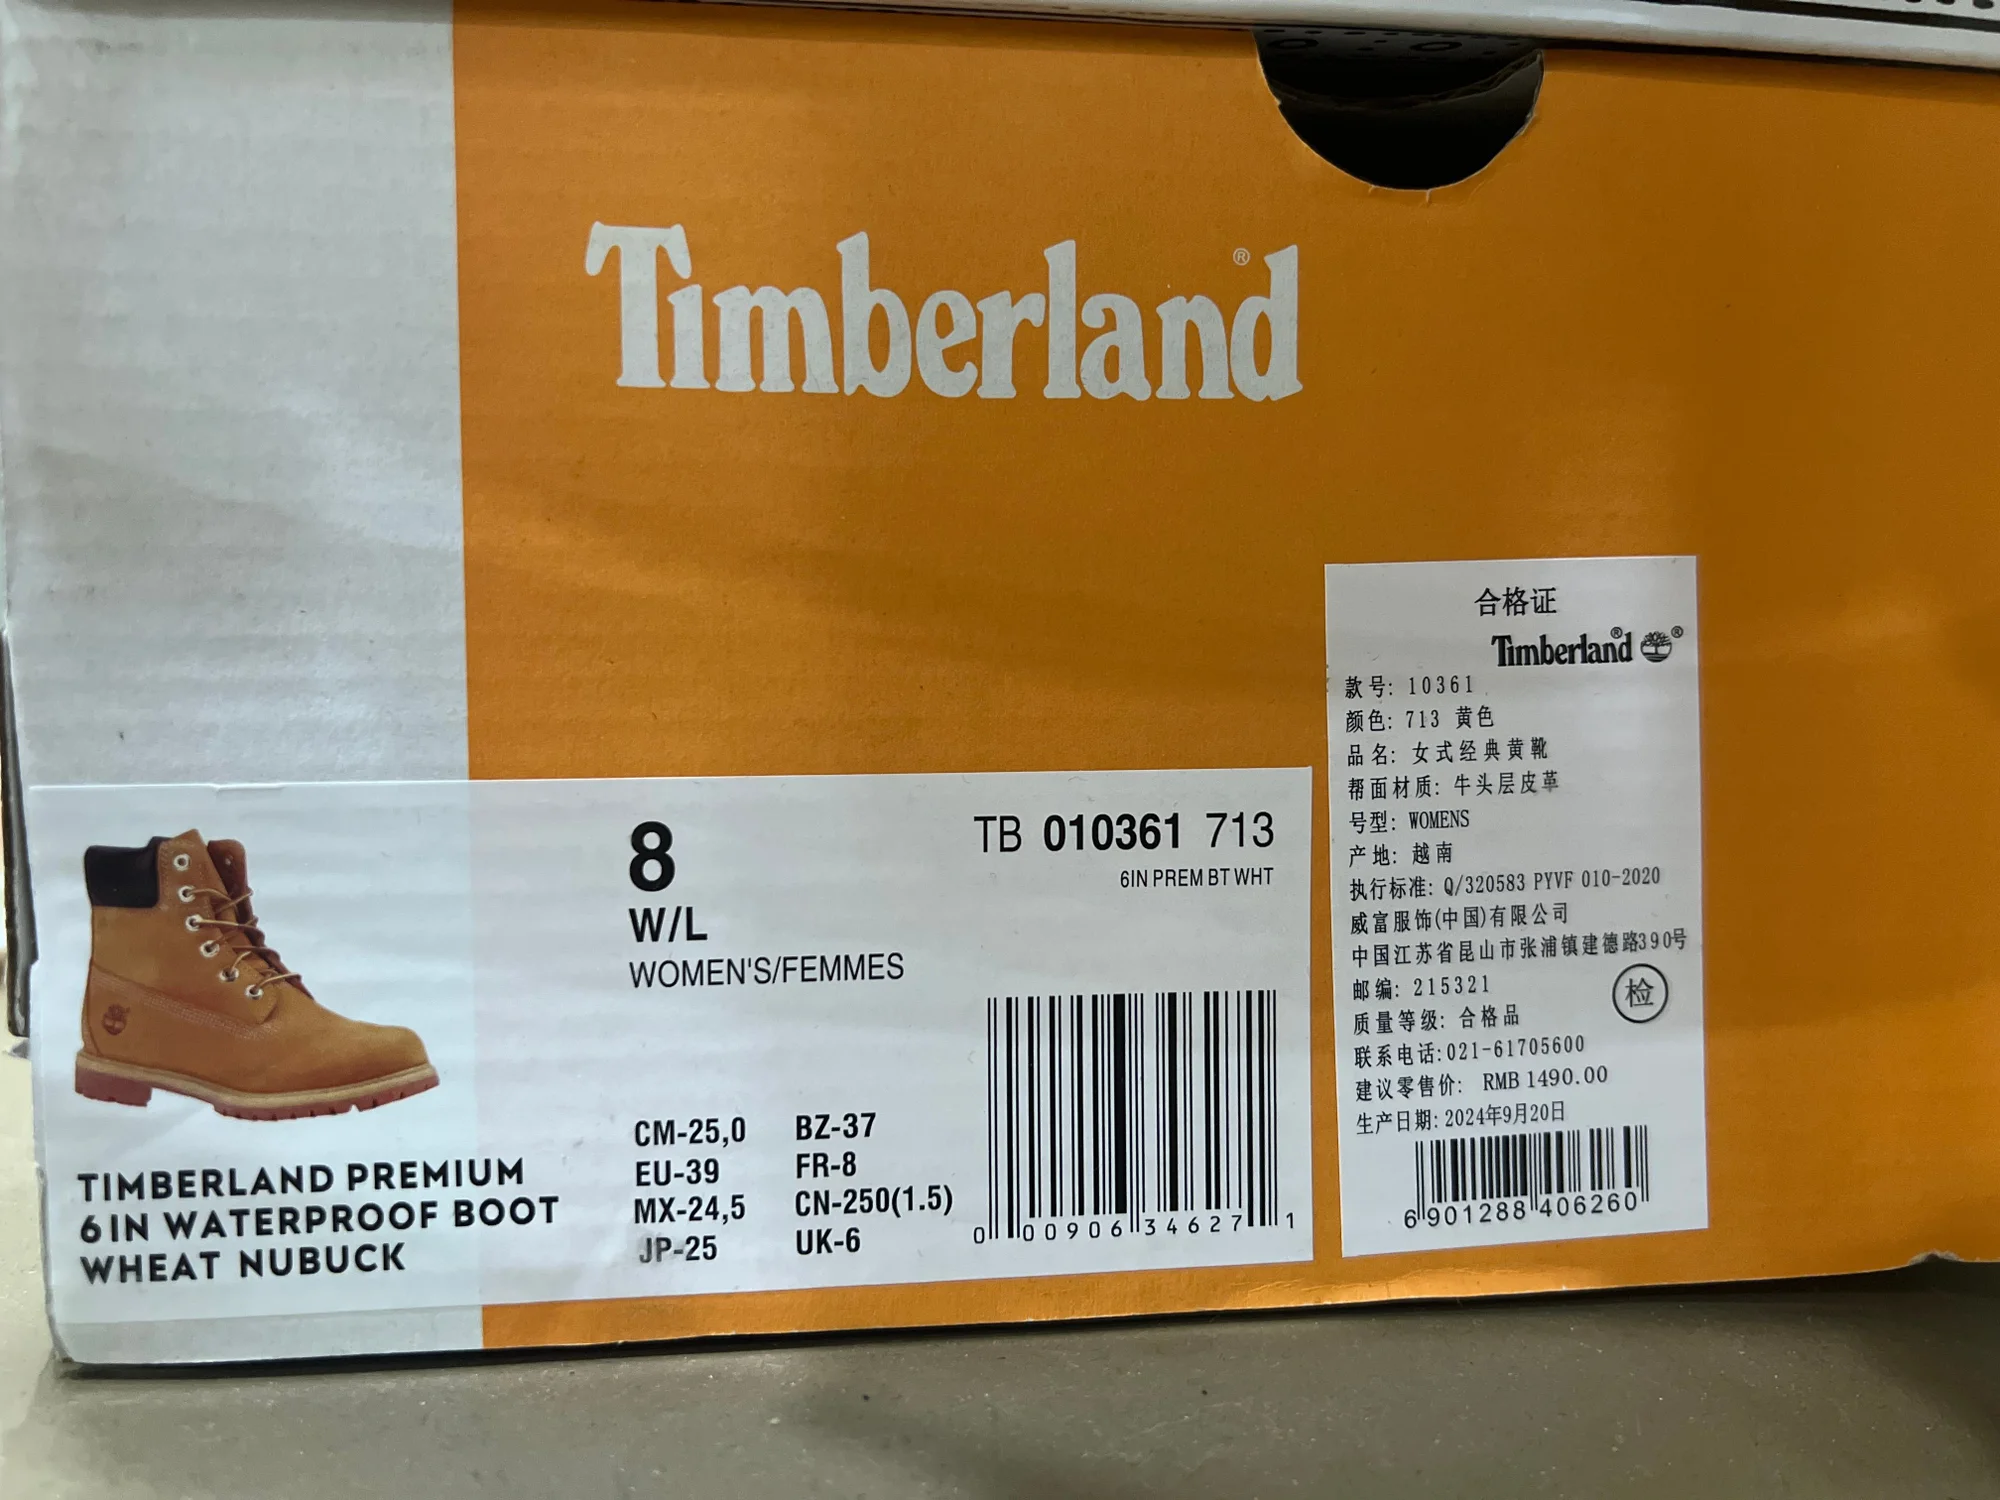 Timberland®
合格证
Timberland® ®
款号: 10361
颜色: 713 黄色
品名: 女式经典黄靴
帮面材质: 牛头层皮革
号型: WOMENS
产地: 越南
执行标准: Q/320583 PYVF 010-2020
威富服饰(中国)有限公司
中国江苏省昆山市张浦镇建德路390号
邮编: 215321
检
质量等级: 合格品
联系电话:021-61705600
建议零售价: RMB 1490.00
生产日期: 2024年9月20日
6 901288 406260
8
W/L
WOMEN'S/FEMMES
TB 010361 713
6IN PREM BT WHT
CM-25,0 BZ-37
EU-39 FR-8
MX-24,5 CN-250(1.5)
JP-25 UK-6
0 00906 34627 1
TIMBERLAND PREMIUM
6IN WATERPROOF BOOT
WHEAT NUBUCK